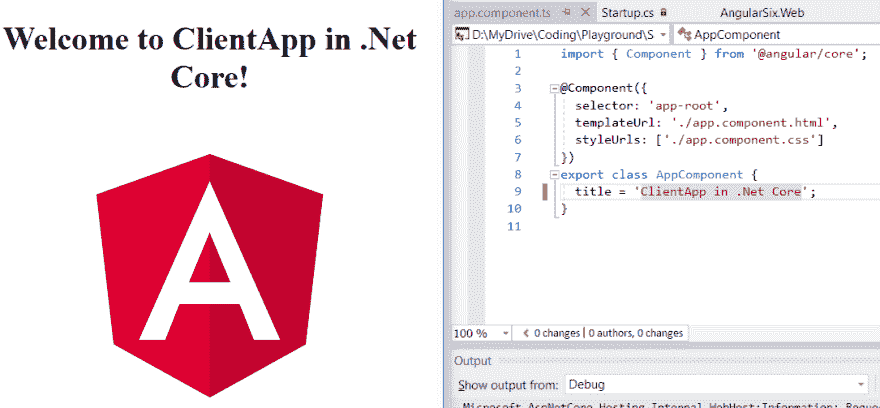 Welcome to ClientApp in .Net
Core!
A
app.component.ts Startup.cs AngularSix.Web
D:\MyDrive\Coding\Playground\S AppComponent
1 import { Component } from '@angular/core';
2
3 @Component({
4 selector: 'app-root',
5 templateUrl: './app.component.html',
6 styleUrls: ['./app.component.css']
7 })
8 export class AppComponent {
9 title = 'ClientApp in .Net Core';
10 }
11
100 % 0 changes | 0 authors, 0 changes
Output
Show output from: Debug
Microsoft.AspNetCore.Hosting.Internal.WebHost:Information: Reque